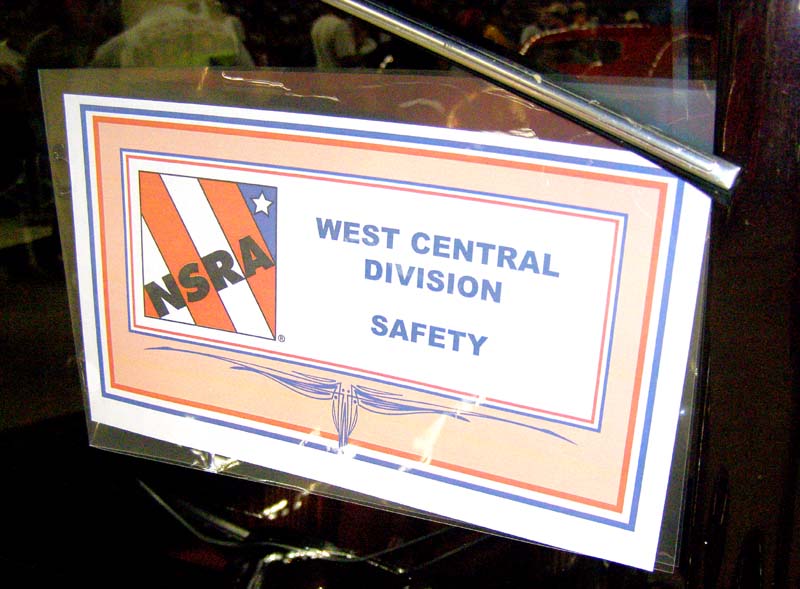 NSRA
®
WEST CENTRAL
DIVISION
SAFETY